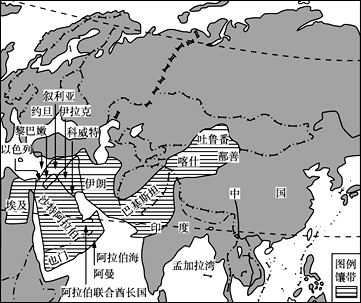 叙利亚
约旦 伊拉克
黎巴嫩 科威特
以色列
吐鲁番
喀什 鄯善
伊朗
埃及 沙特阿拉伯 巴基斯坦 中 国
印 度
也门
阿拉伯海
阿曼
阿拉伯联合酋长国
孟加拉湾
图例
馕带